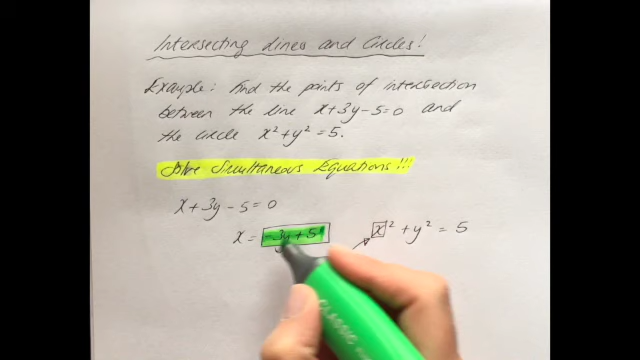 Intersecting Lines and Circles!
Example: Find the points of intersection
between the line x+3y-5=0 and
the circle x²+y²=5.
Solve Simultaneous Equations!!!
x+3y-5=0
x = -3y+5 x² + y² = 5
CLASSIC